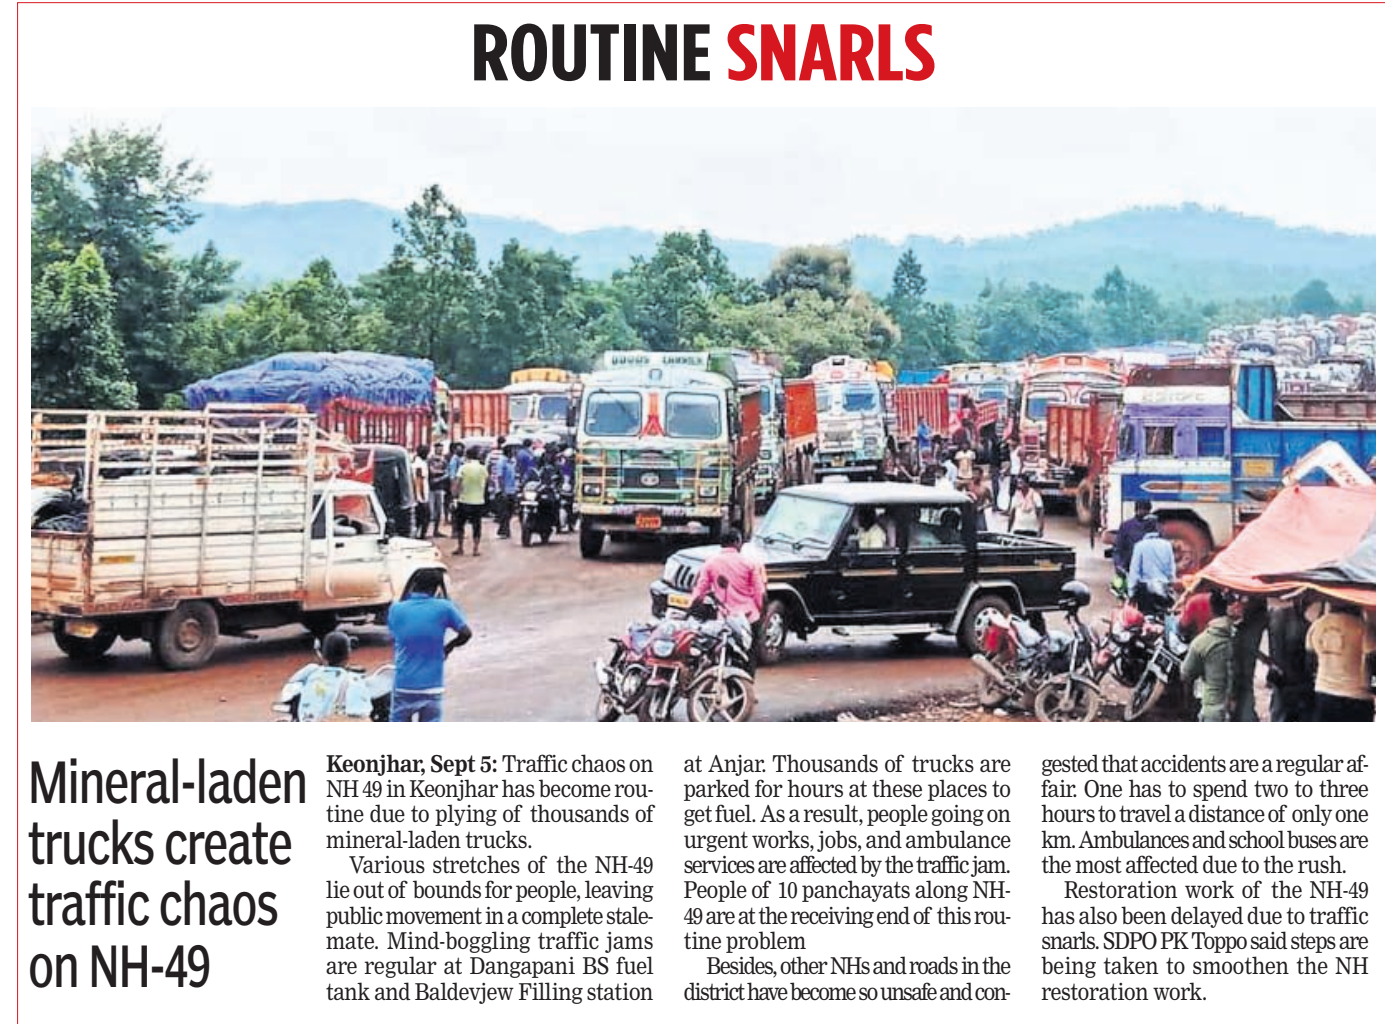 ROUTINE SNARLS
GOODS CARRIER
Mineral-laden
trucks create
traffic chaos
on NH-49
Keonjhar, Sept 5: Traffic chaos on
NH 49 in Keonjhar has become rou-
tine due to plying of thousands of
mineral-laden trucks.
Various stretches of the NH-49
lie out of bounds for people, leaving
public movement in a complete stale-
mate. Mind-boggling traffic jams
are regular at Dangapani BS fuel
tank and Baldevjew Filling station
at Anjar. Thousands of trucks are
parked for hours at these places to
get fuel. As a result, people going on
urgent works, jobs, and ambulance
services are affected by the traffic jam.
People of 10 panchayats along NH-
49 are at the receiving end of this rou-
tine problem
Besides, other NHs and roads in the
district have become so unsafe and con-
gested that accidents are a regular af-
fair. One has to spend two to three
hours to travel a distance of only one
km. Ambulances and school buses are
the most affected due to the rush.
Restoration work of the NH-49
has also been delayed due to traffic
snarls. SDPO PK Toppo said steps are
being taken to smoothen the NH
restoration work.